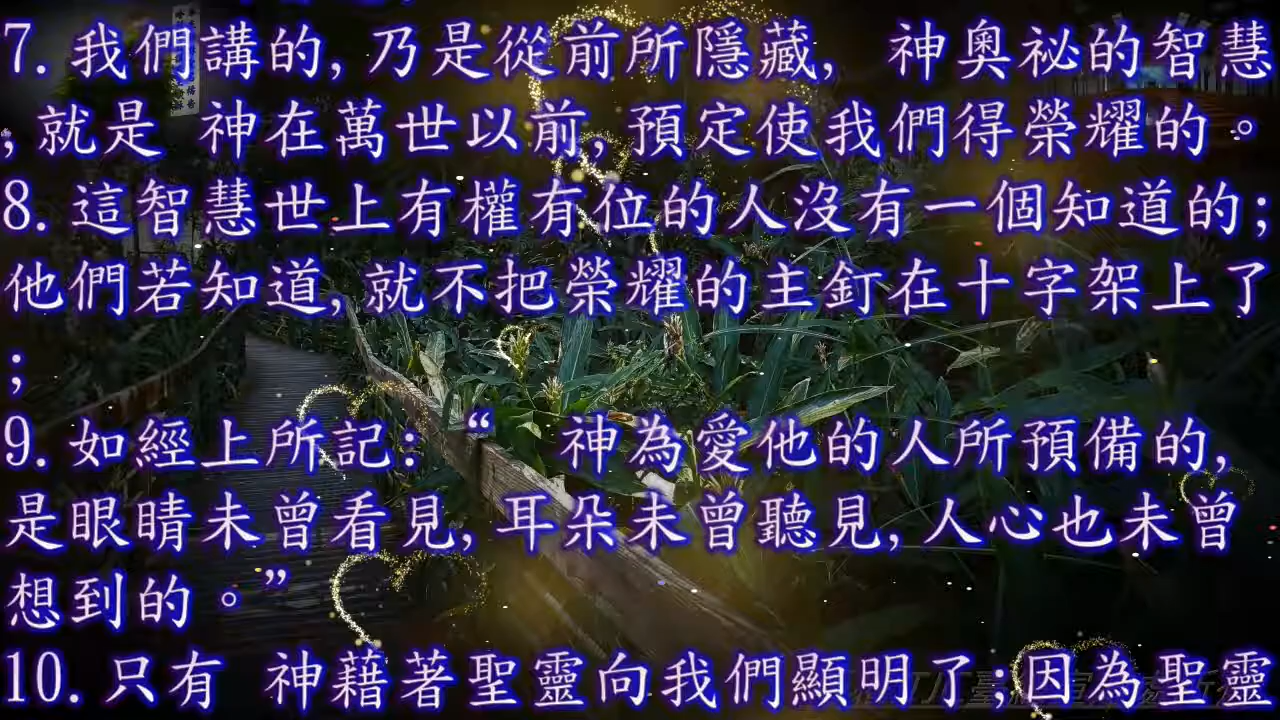 7.我們講的,乃是從前所隱藏, 神奧祕的智慧
,就是 神在萬世以前,預定使我們得榮耀的。
8.這智慧世上有權有位的人沒有一個知道的;
他們若知道,就不把榮耀的主釘在十字架上了
;
9.如經上所記:“ 神為愛他的人所預備的,
是眼睛未曾看見,耳朵未曾聽見,人心也未曾
想到的。”
10.只有 神藉著聖靈向我們顯明了;因為聖靈